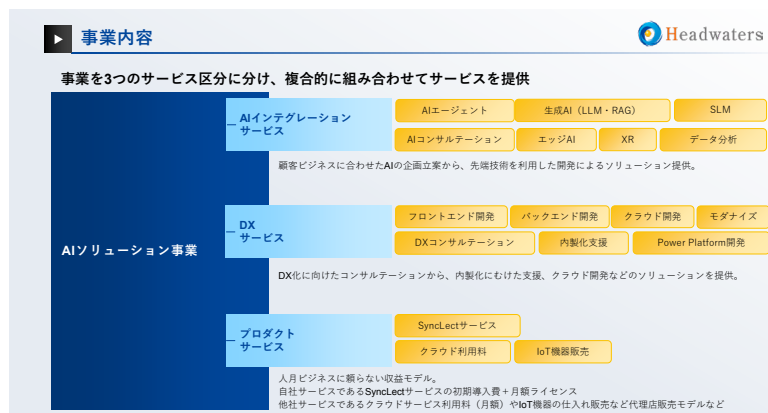 事業内容
Headwaters
事業を3つのサービス区分に分け、複合的に組み合わせてサービスを提供
AIソリューション事業
AIインテグレーション
サービス
AIエージェント
生成AI（LLM・RAG）
SLM
AIコンサルテーション
エッジAI
XR
データ分析
顧客ビジネスに合わせたAIの企画立案から、先端技術を利用した開発によるソリューション提供。
DX
サービス
フロントエンド開発
バックエンド開発
クラウド開発
モダナイズ
DXコンサルテーション
内製化支援
Power Platform開発
DX化に向けたコンサルテーションから、内製化にむけた支援、クラウド開発などのソリューションを提供。
プロダクト
サービス
SyncLectサービス
クラウド利用料
IoT機器販売
人月ビジネスに頼らない収益モデル。
自社サービスであるSyncLectサービスの初期導入費＋月額ライセンス
他社サービスであるクラウドサービス利用料（月額）やIoT機器の仕入れ販売など代理店販売モデルなど